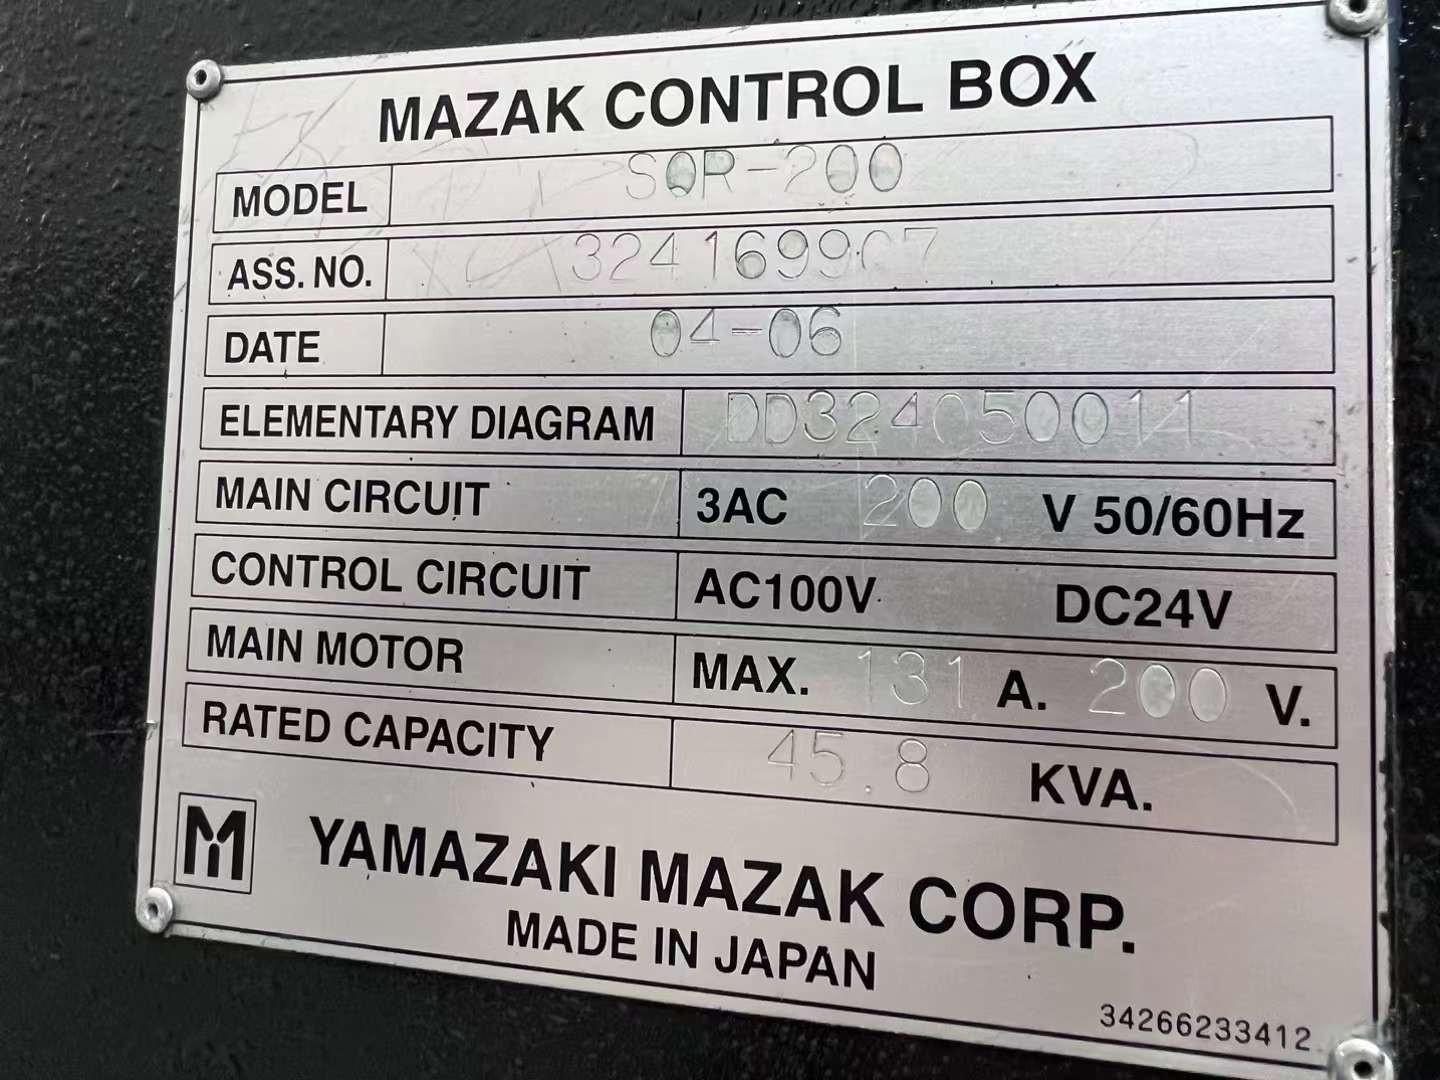 MAZAK CONTROL BOX
MODEL SQR-200
ASS. NO. 3241699907
DATE 04-06
ELEMENTARY DIAGRAM DD324050014
MAIN CIRCUIT 3AC 200 V 50/60Hz
CONTROL CIRCUIT AC100V DC24V
MAIN MOTOR MAX. 131 A. 200 V.
RATED CAPACITY 45.8 KVA.
YAMAZAKI MAZAK CORP.
MADE IN JAPAN
34266233412